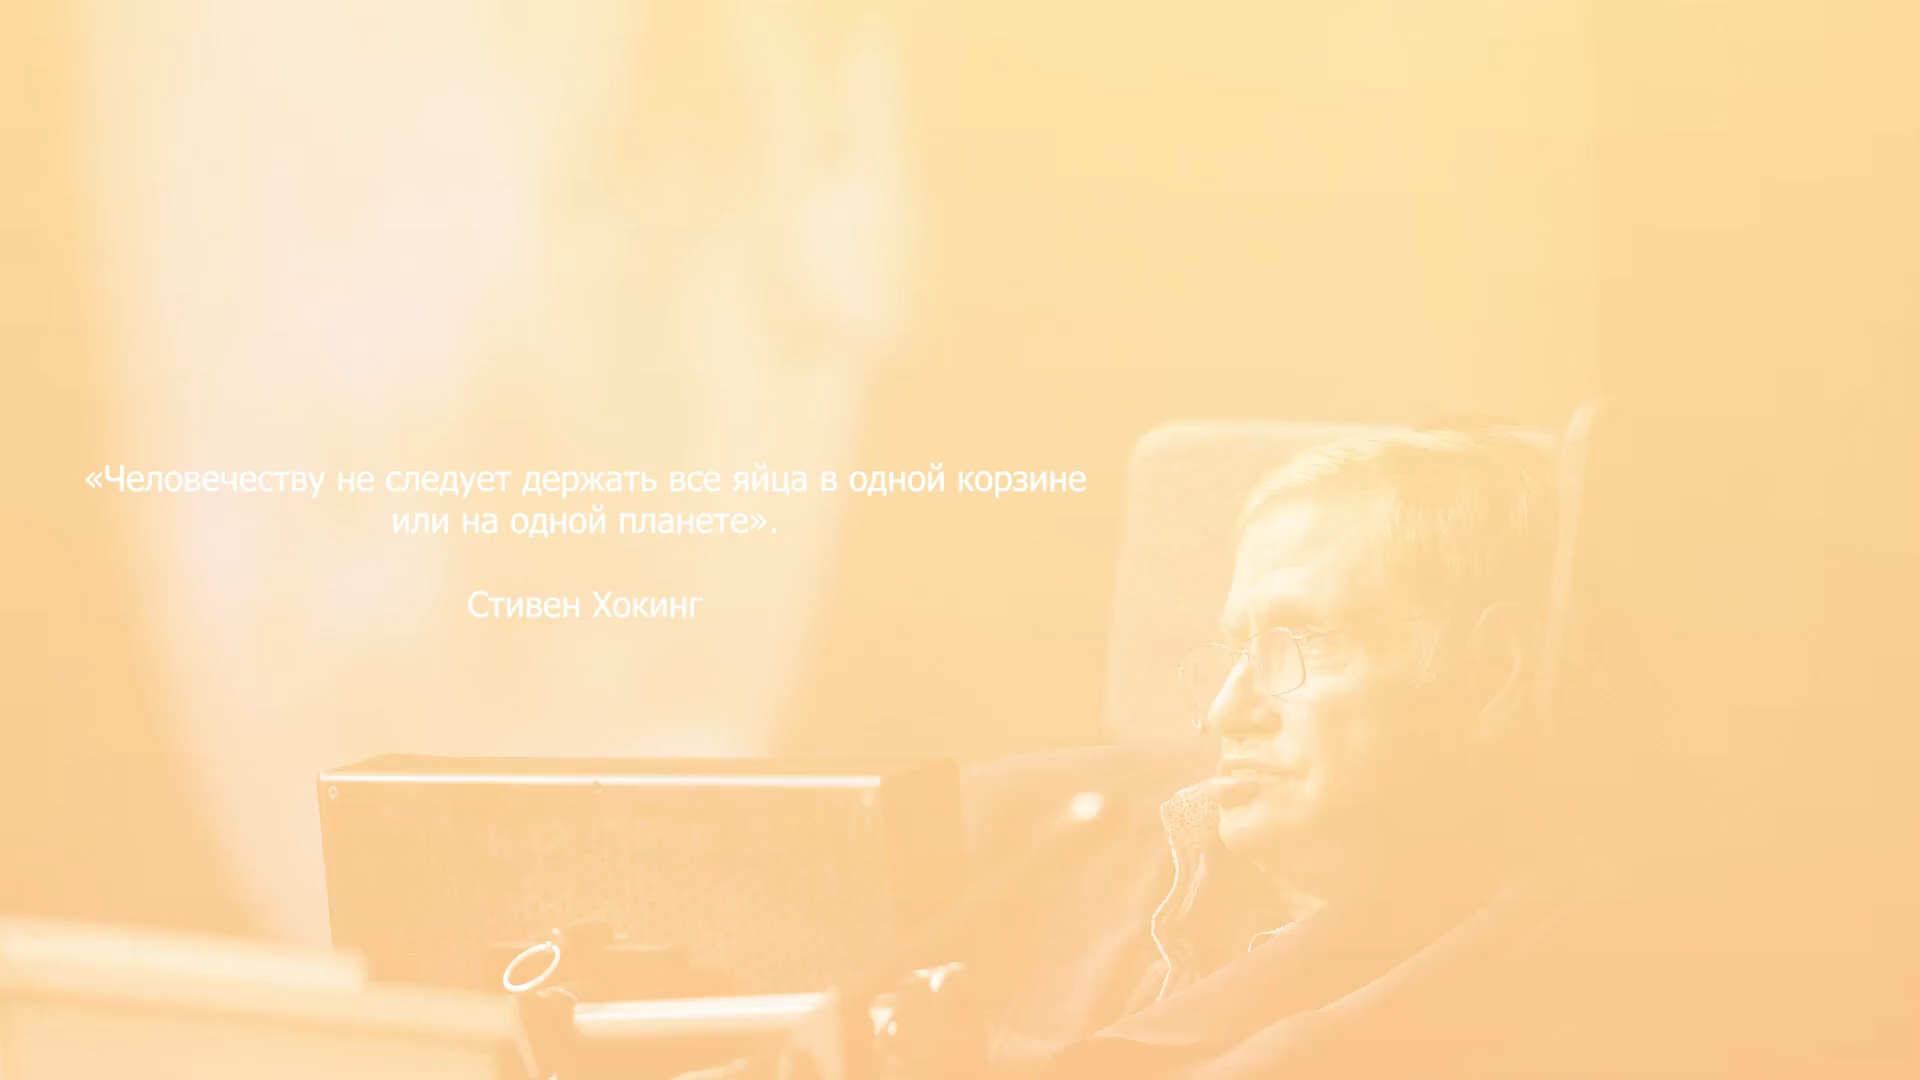 «Человечеству не следует держать все яйца в одной корзине
или на одной планете».
Стивен Хокинг